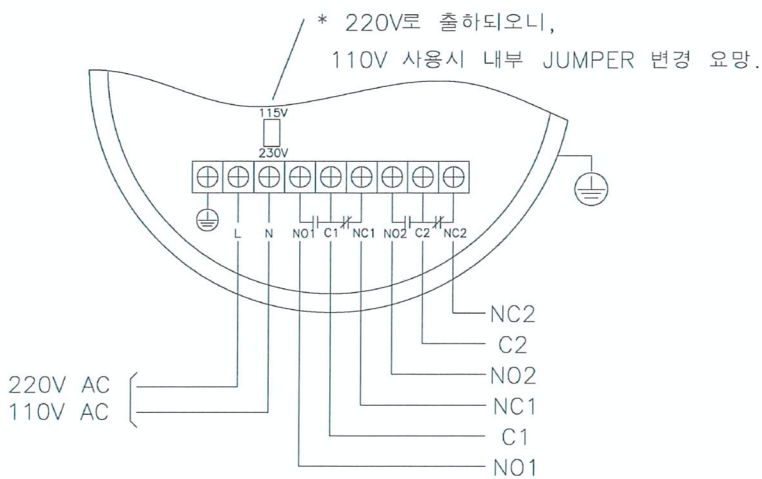 * 220V로 출하되오니,
110V 사용시 내부 JUMPER 변경 요망.
115V
230V
L N NO1 C1 NC1 NO2 C2 NC2
NC2
C2
NO2
220V AC
110V AC
NC1
C1
NO1